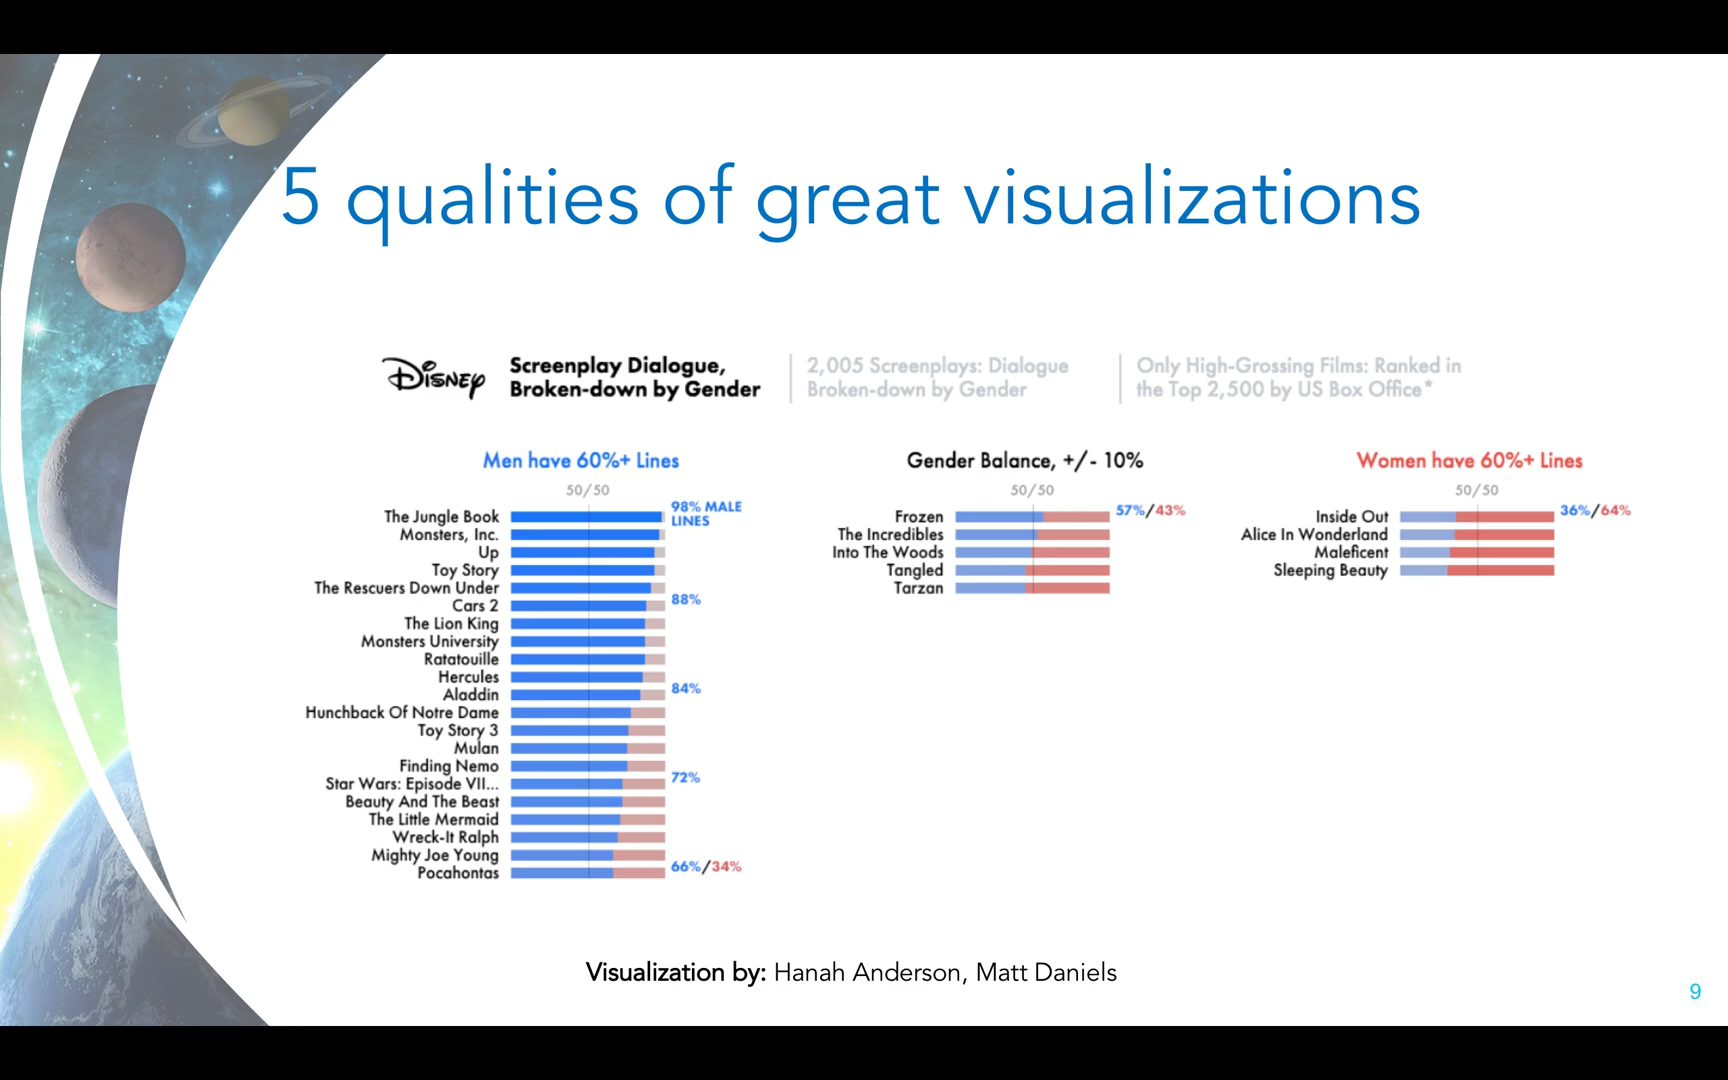 5 qualities of great visualizations
Disney
Screenplay Dialogue,
Broken-down by Gender
2,005 Screenplays: Dialogue
Broken-down by Gender
Only High-Grossing Films: Ranked in
the Top 2,500 by US Box Office*
Men have 60%+ Lines
50/50
The Jungle Book 98% MALE
LINES
Monsters, Inc.
Up
Toy Story
The Rescuers Down Under
Cars 2 88%
The Lion King
Monsters University
Ratatouille
Hercules
Aladdin 84%
Hunchback Of Notre Dame
Toy Story 3
Mulan
Finding Nemo
Star Wars: Episode VII... 72%
Beauty And The Beast
The Little Mermaid
Wreck-It Ralph
Mighty Joe Young
Pocahontas 66%/34%
Gender Balance, +/- 10%
50/50
Frozen 57%/43%
The Incredibles
Into The Woods
Tangled
Tarzan
Women have 60%+ Lines
50/50
Inside Out 36%/64%
Alice In Wonderland
Maleficent
Sleeping Beauty
Visualization by: Hanah Anderson, Matt Daniels
9